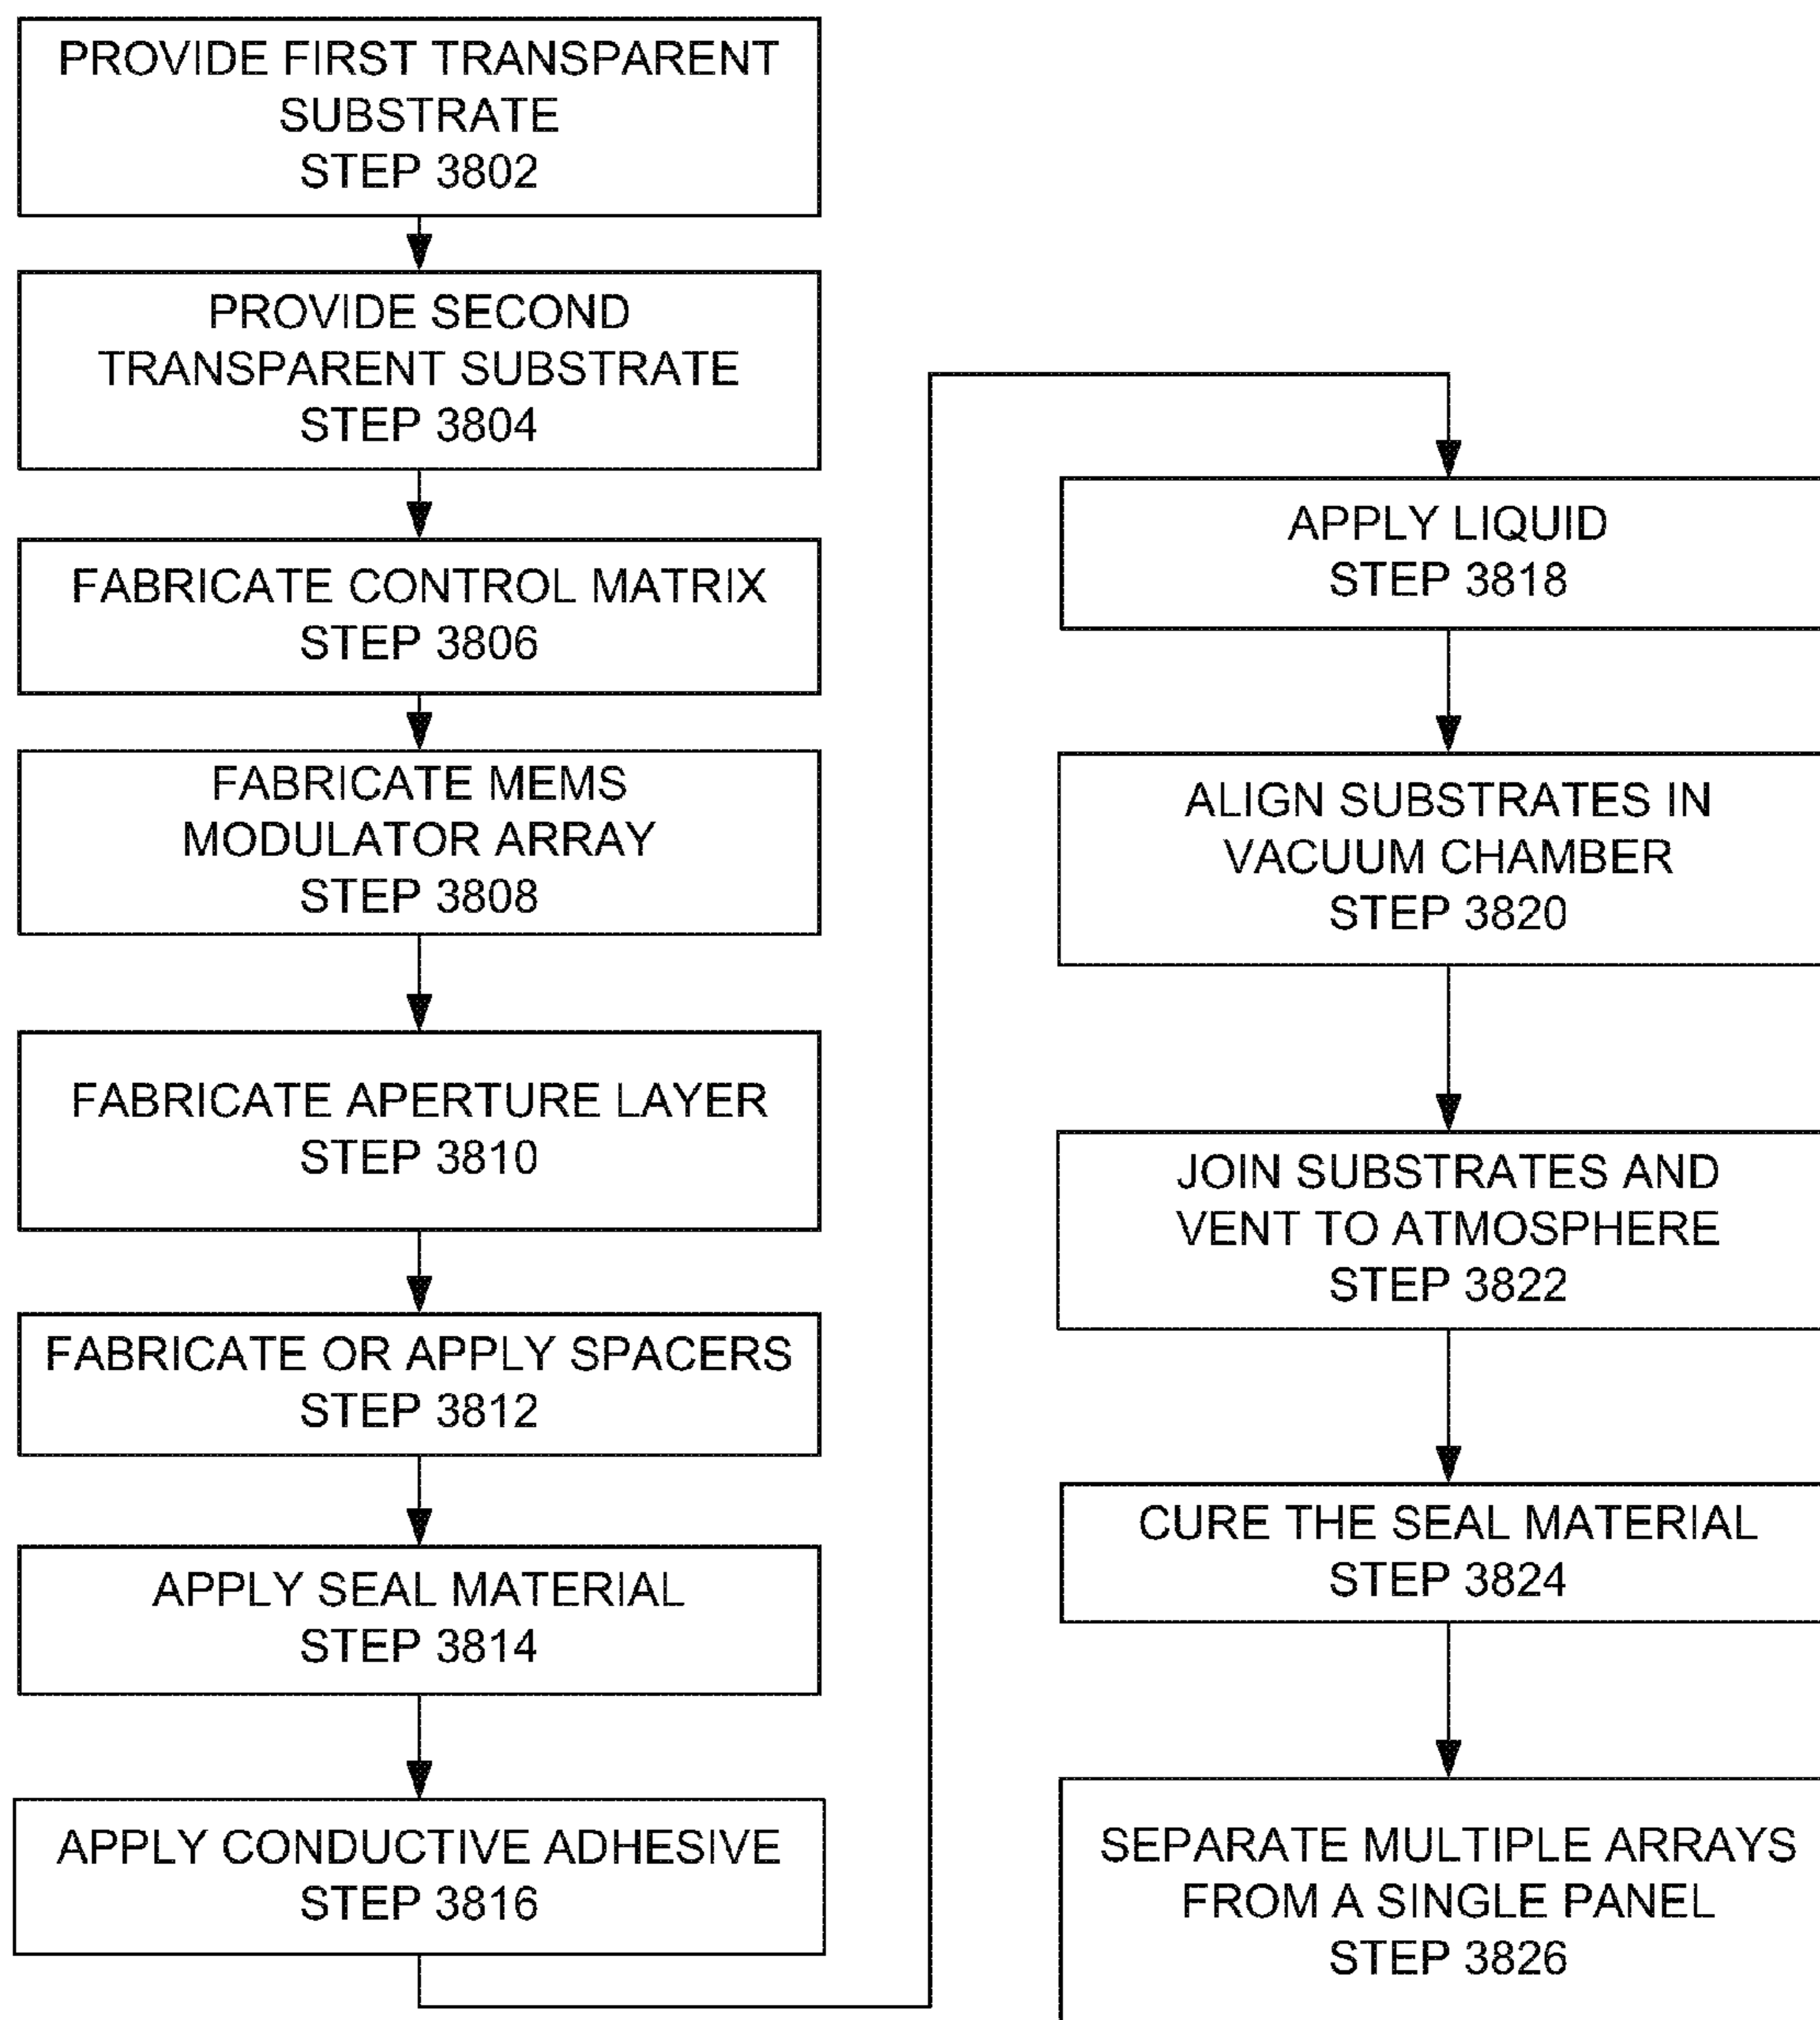 PROVIDE FIRST TRANSPARENT
SUBSTRATE
STEP 3802
PROVIDE SECOND
TRANSPARENT SUBSTRATE
STEP 3804
FABRICATE CONTROL MATRIX
STEP 3806
FABRICATE MEMS
MODULATOR ARRAY
STEP 3808
FABRICATE APERTURE LAYER
STEP 3810
FABRICATE OR APPLY SPACERS
STEP 3812
APPLY SEAL MATERIAL
STEP 3814
APPLY CONDUCTIVE ADHESIVE
STEP 3816
APPLY LIQUID
STEP 3818
ALIGN SUBSTRATES IN
VACUUM CHAMBER
STEP 3820
JOIN SUBSTRATES AND
VENT TO ATMOSPHERE
STEP 3822
CURE THE SEAL MATERIAL
STEP 3824
SEPARATE MULTIPLE ARRAYS
FROM A SINGLE PANEL
STEP 3826